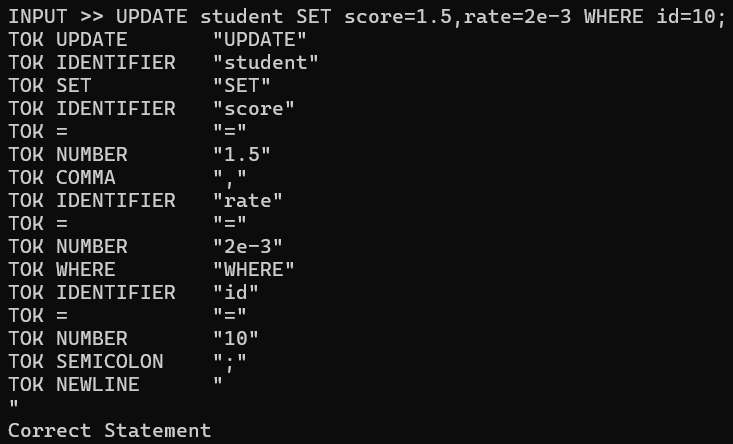 INPUT >> UPDATE student SET score=1.5,rate=2e-3 WHERE id=10;
TOK UPDATE       "UPDATE"
TOK IDENTIFIER   "student"
TOK SET          "SET"
TOK IDENTIFIER   "score"
TOK =            "="
TOK NUMBER       "1.5"
TOK COMMA        ","
TOK IDENTIFIER   "rate"
TOK =            "="
TOK NUMBER       "2e-3"
TOK WHERE        "WHERE"
TOK IDENTIFIER   "id"
TOK =            "="
TOK NUMBER       "10"
TOK SEMICOLON    ";"
TOK NEWLINE      "
"
Correct Statement